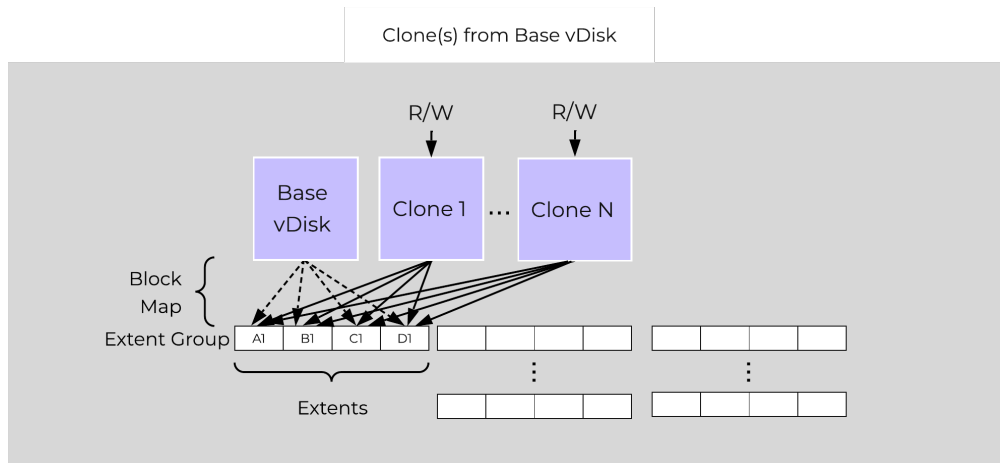 Clone(s) from Base vDisk
R/W
R/W
Base
vDisk
Clone 1
...
Clone N
Block
Map
Extent Group
A1
B1
C1
D1
Extents